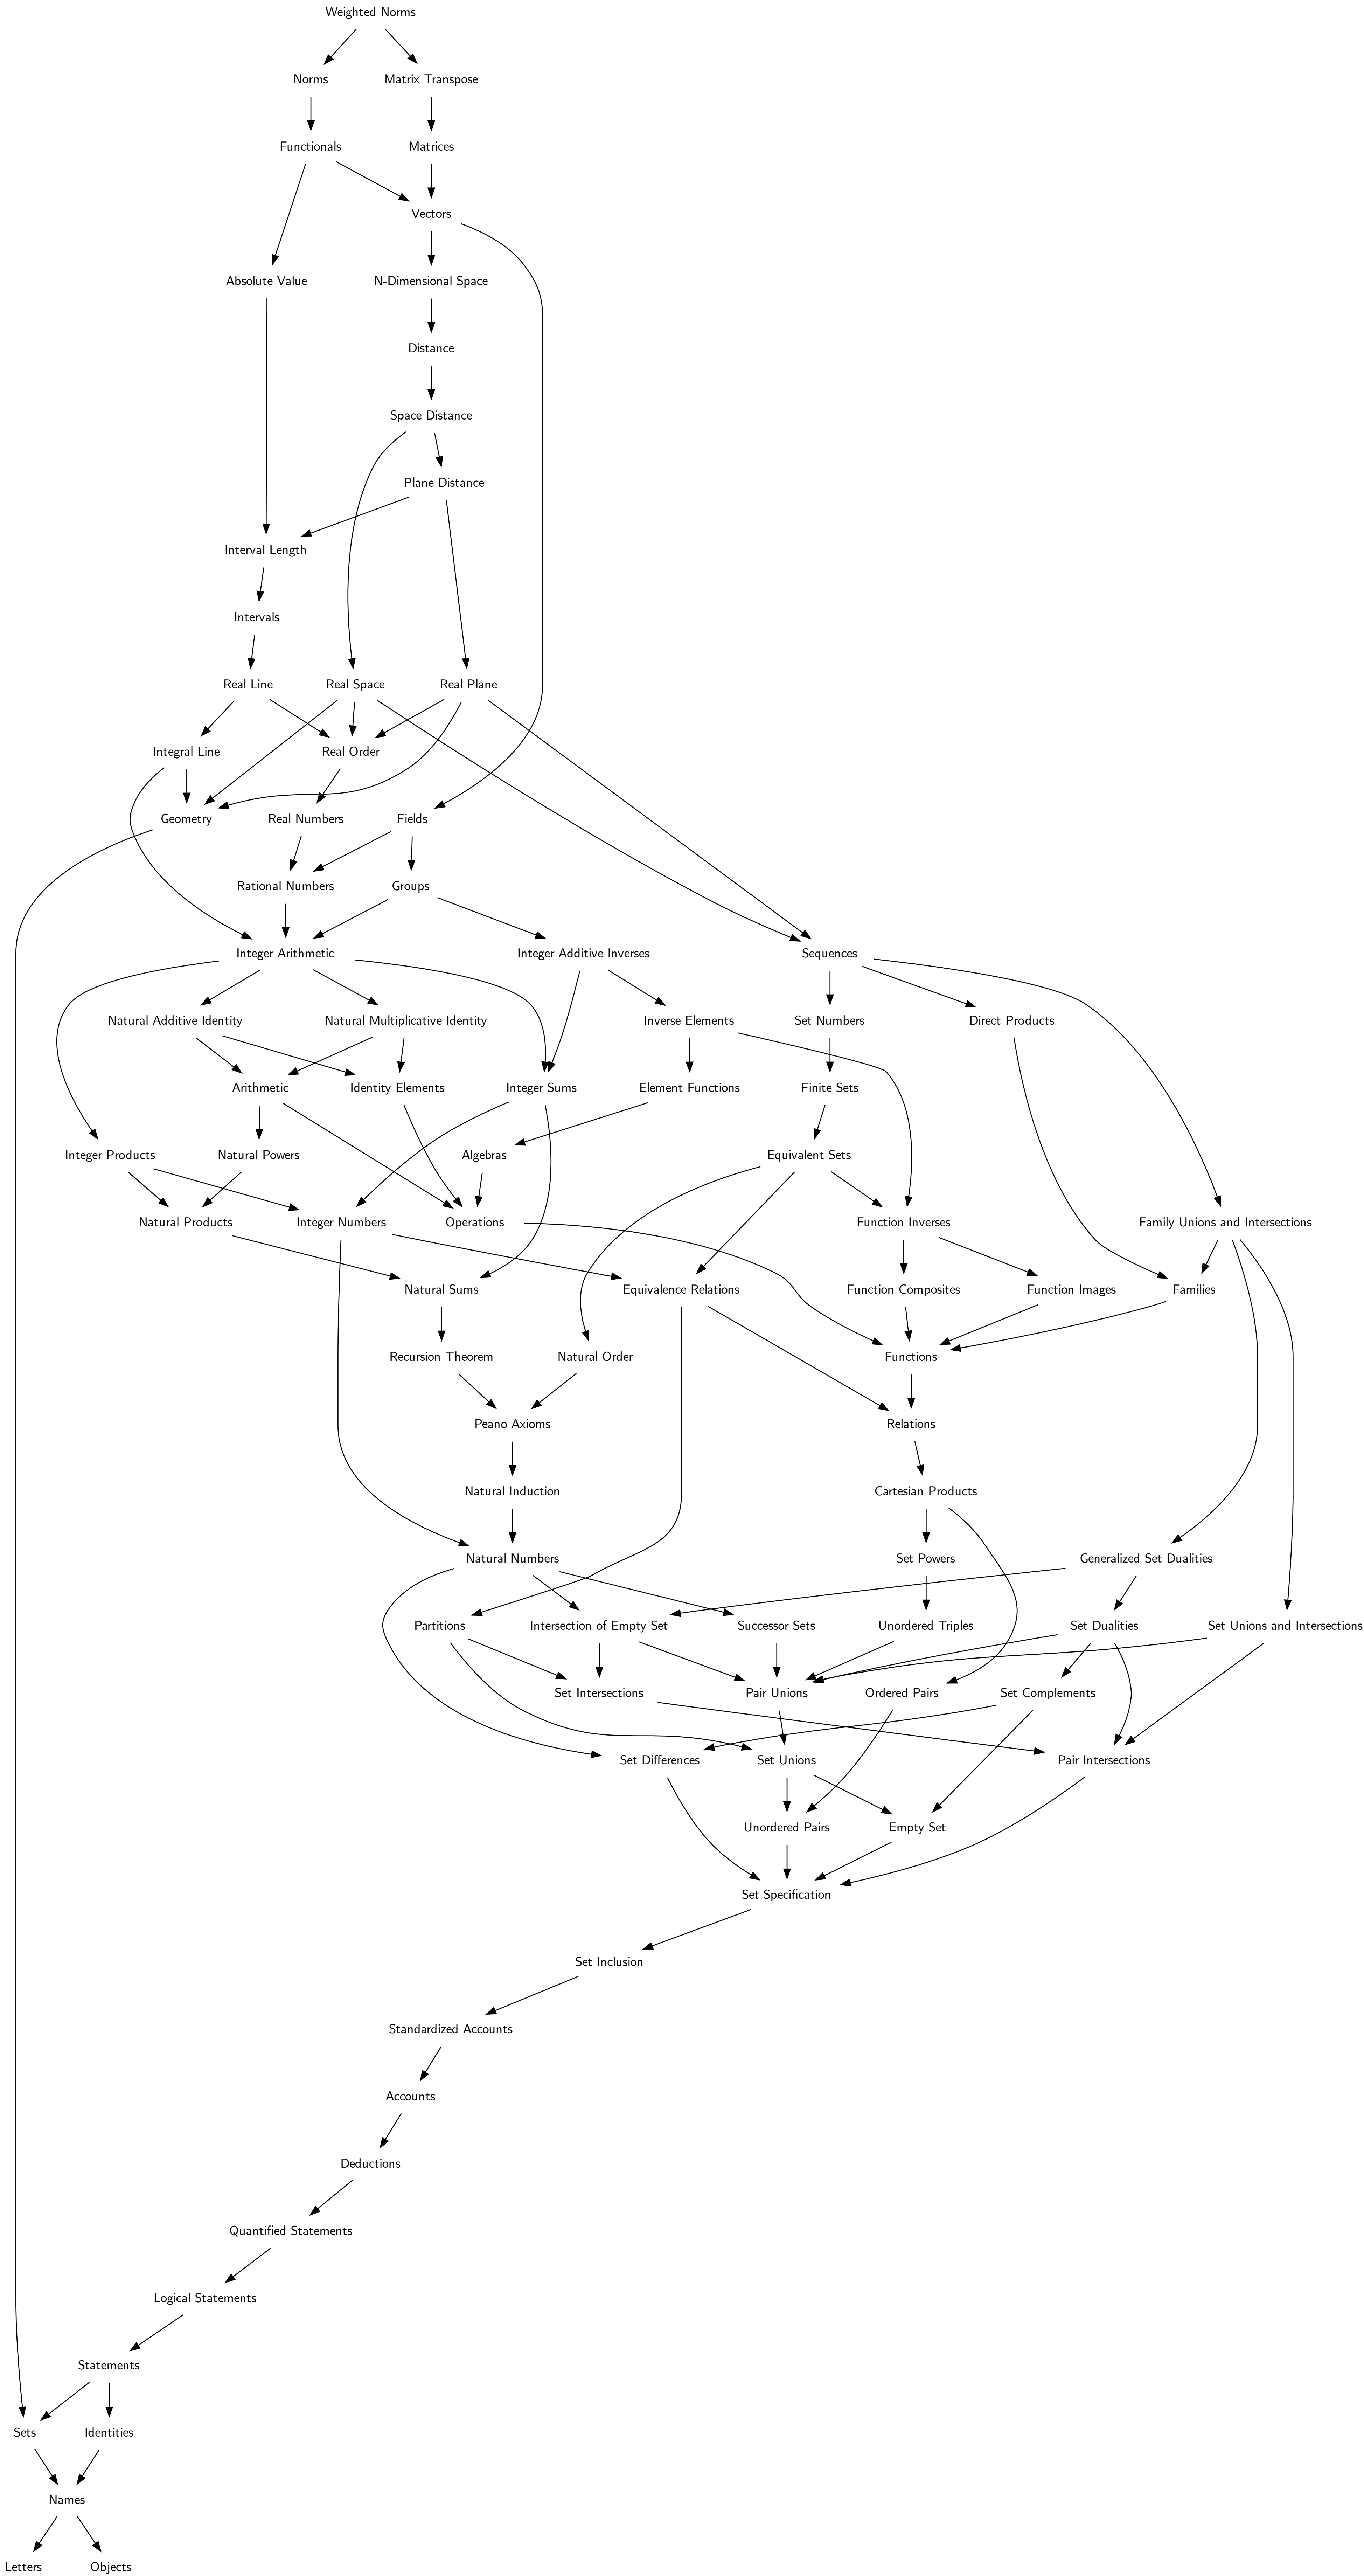 Weighted Norms
Norms
Matrix Transpose
Functionals
Matrices
Vectors
Absolute Value
N-Dimensional Space
Distance
Space Distance
Plane Distance
Interval Length
Intervals
Real Line
Real Space
Real Plane
Integral Line
Real Order
Geometry
Real Numbers
Fields
Rational Numbers
Groups
Integer Arithmetic
Integer Additive Inverses
Sequences
Natural Additive Identity
Natural Multiplicative Identity
Inverse Elements
Set Numbers
Direct Products
Arithmetic
Identity Elements
Integer Sums
Element Functions
Finite Sets
Integer Products
Natural Powers
Algebras
Equivalent Sets
Natural Products
Integer Numbers
Operations
Function Inverses
Family Unions and Intersections
Natural Sums
Equivalence Relations
Function Composites
Function Images
Families
Recursion Theorem
Natural Order
Functions
Peano Axioms
Relations
Natural Induction
Cartesian Products
Natural Numbers
Set Powers
Generalized Set Dualities
Partitions
Intersection of Empty Set
Successor Sets
Unordered Triples
Set Dualities
Set Unions and Intersections
Set Intersections
Pair Unions
Ordered Pairs
Set Complements
Set Differences
Set Unions
Pair Intersections
Unordered Pairs
Empty Set
Set Specification
Set Inclusion
Standardized Accounts
Accounts
Deductions
Quantified Statements
Logical Statements
Statements
Sets
Identities
Names
Letters
Objects